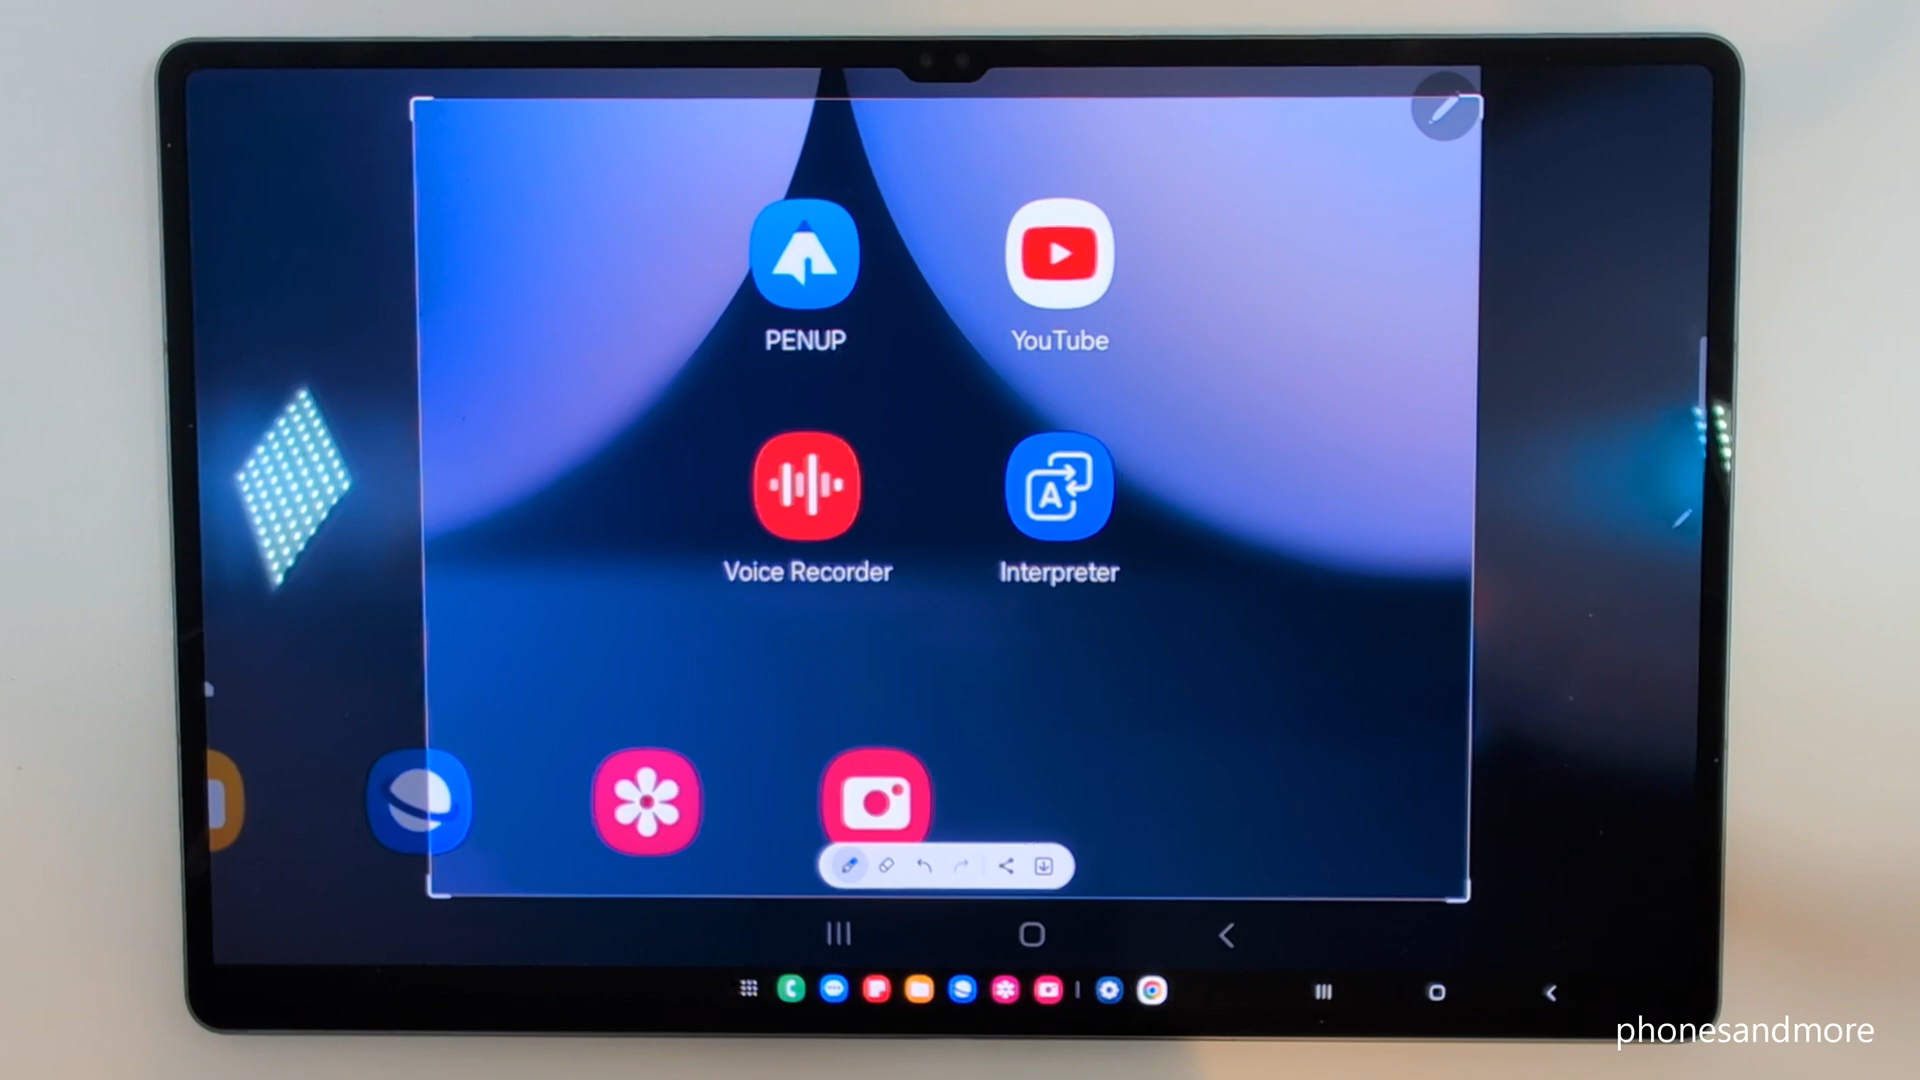 PENUP
YouTube
A
Voice Recorder
Interpreter
phonesandmore